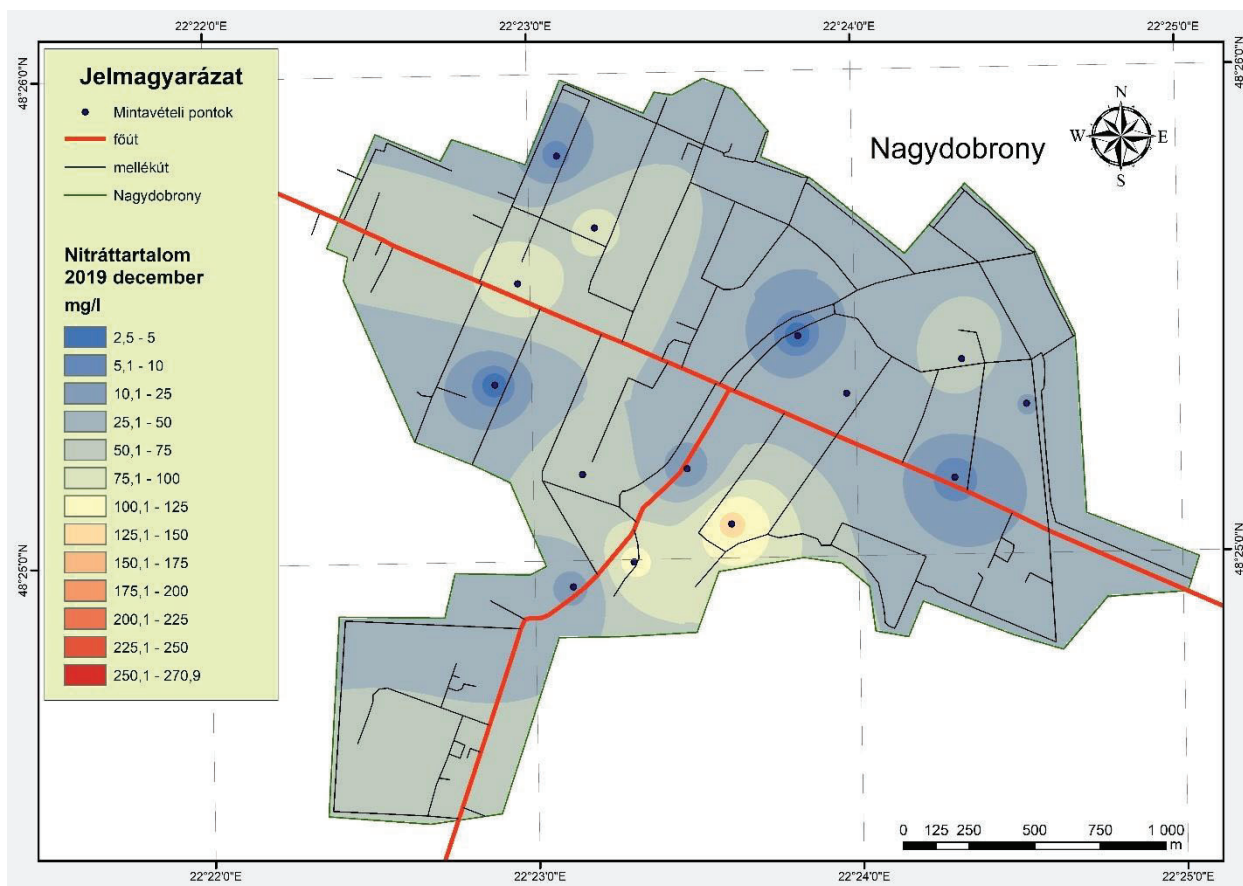 22°22'0"E 22°23'0"E 22°24'0"E 22°25'0"E
48°26'0"N
48°26'0"N
Jelmagyarázat
Mintavételi pontok
főút
mellékút
Nagydobrony
Nitráttartalom
2019 december
mg/l
2,5 - 5
5,1 - 10
10,1 - 25
25,1 - 50
50,1 - 75
75,1 - 100
100,1 - 125
125,1 - 150
150,1 - 175
175,1 - 200
200,1 - 225
225,1 - 250
250,1 - 270,9
Nagydobrony
N
W E
S
48°25'0"N
48°25'0"N
0 125 250 500 750 1 000
m
22°22'0"E 22°23'0"E 22°24'0"E 22°25'0"E